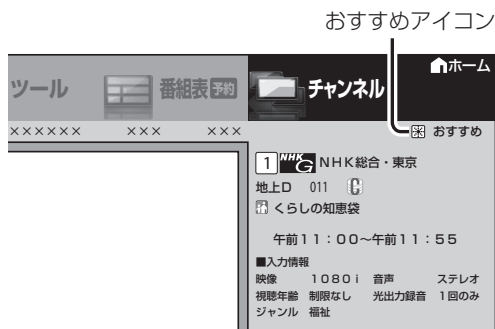 おすすめアイコン
ホーム
ツール 番組表 予約 チャンネル
×××××× ××× ××× おすすめ
1 NHK G NHK総合・東京
地上D 011 C
くらしの知恵袋
午前11：00～午前11：55
■入力情報
映像 1080i 音声 ステレオ
視聴年齢 制限なし 光出力録音 1回のみ
ジャンル 福祉